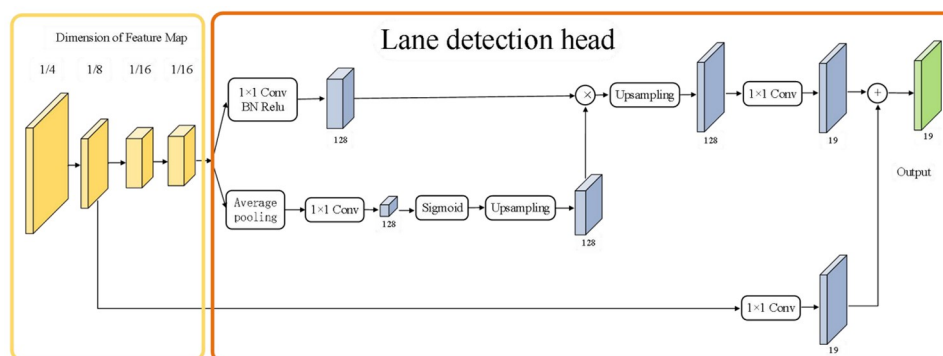 Dimension of Feature Map
1/4 1/8 1/16 1/16
Lane detection head
1×1 Conv
BN Relu
128
×
Upsampling
128
1×1 Conv
19
+
19
Output
Average
pooling
1×1 Conv
128
Sigmoid
Upsampling
128
1×1 Conv
19